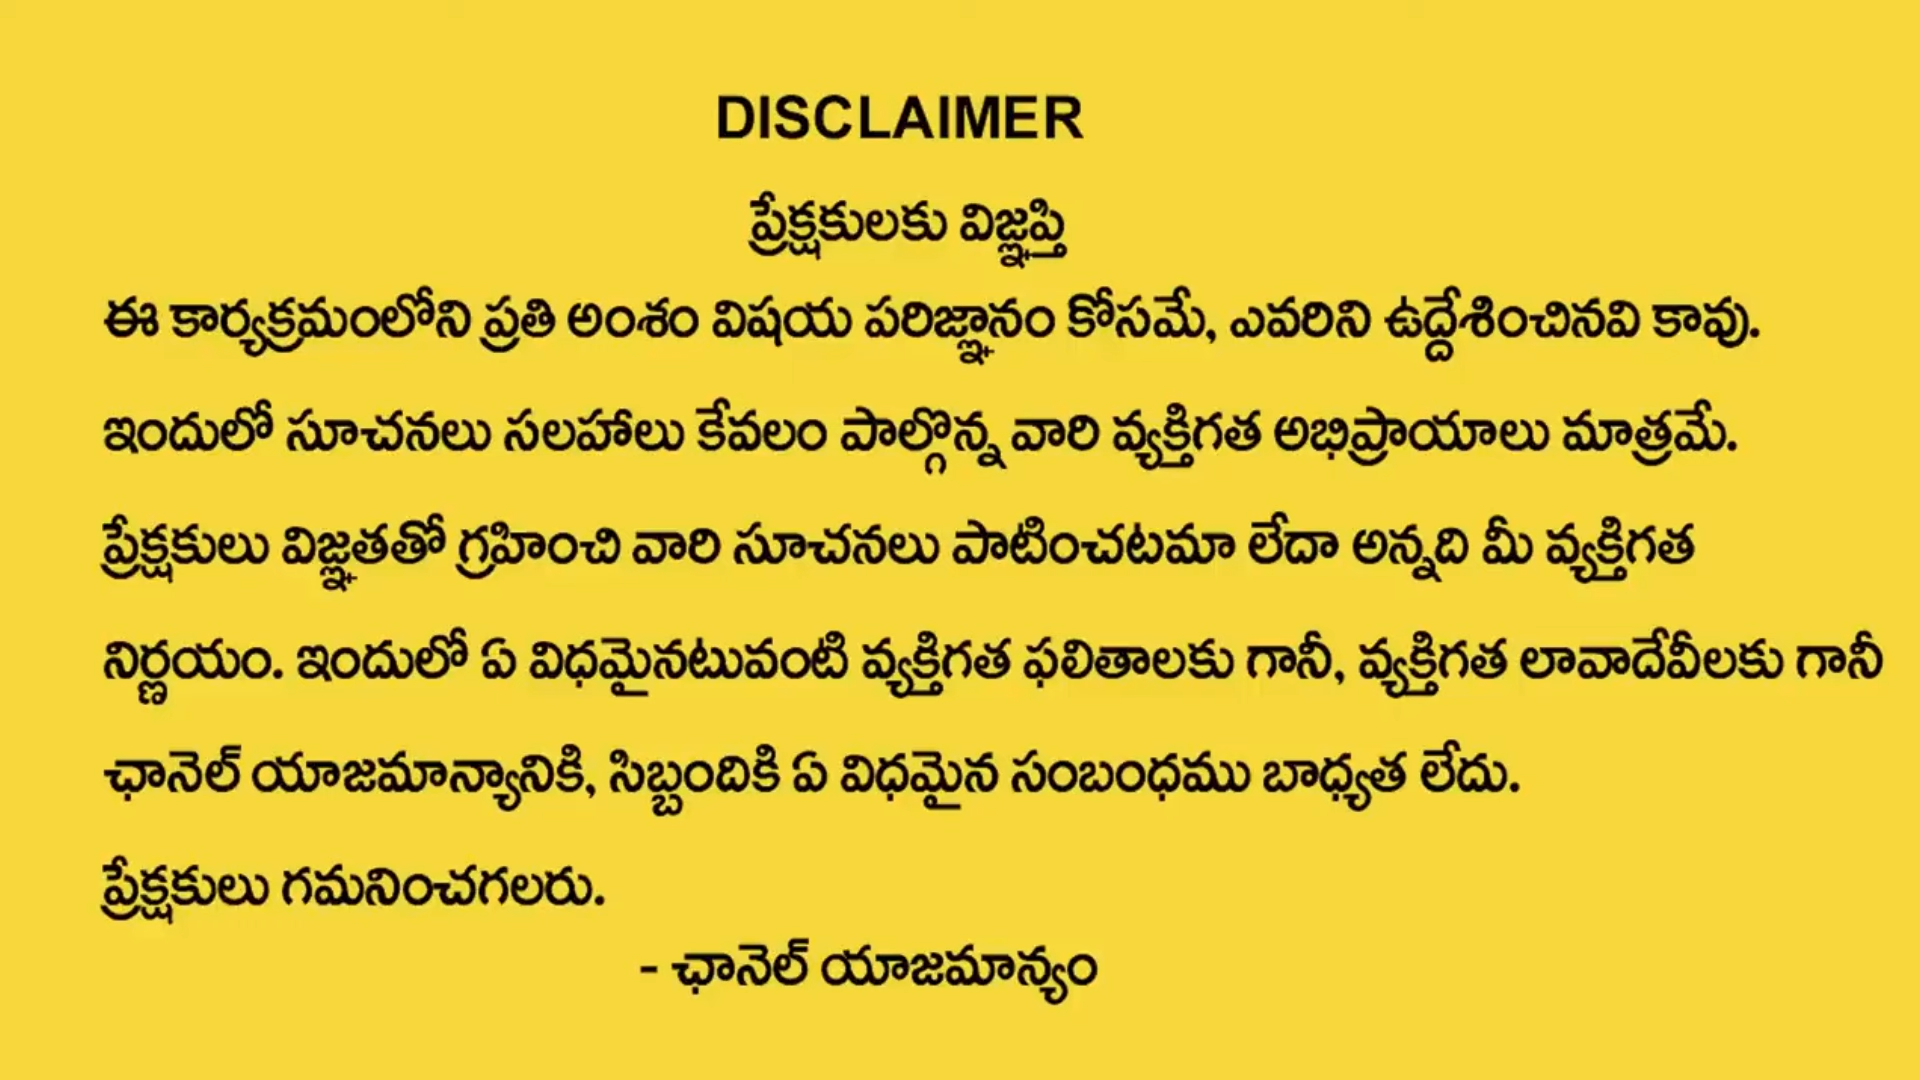 DISCLAIMER
ప్రేక్షకులకు విజ్ఞప్తి
ఈ కార్యక్రమంలోని ప్రతి అంశం విషయ పరిజ్ఞానం కోసమే, ఎవరిని ఉద్దేశించినవి కావు.
ఇందులో సూచనలు సలహాలు కేవలం పాల్గొన్న వారి వ్యక్తిగత అభిప్రాయాలు మాత్రమే.
ప్రేక్షకులు విజ్ఞతతో గ్రహించి వారి సూచనలు పాటించటమా లేదా అన్నది మీ వ్యక్తిగత
నిర్ణయం. ఇందులో ఏ విధమైనటువంటి వ్యక్తిగత ఫలితాలకు గానీ, వ్యక్తిగత లావాదేవీలకు గానీ
ఛానెల్ యాజమాన్యానికి, సిబ్బందికి ఏ విధమైన సంబంధము బాధ్యత లేదు.
ప్రేక్షకులు గమనించగలరు.
- ఛానెల్ యాజమాన్యం